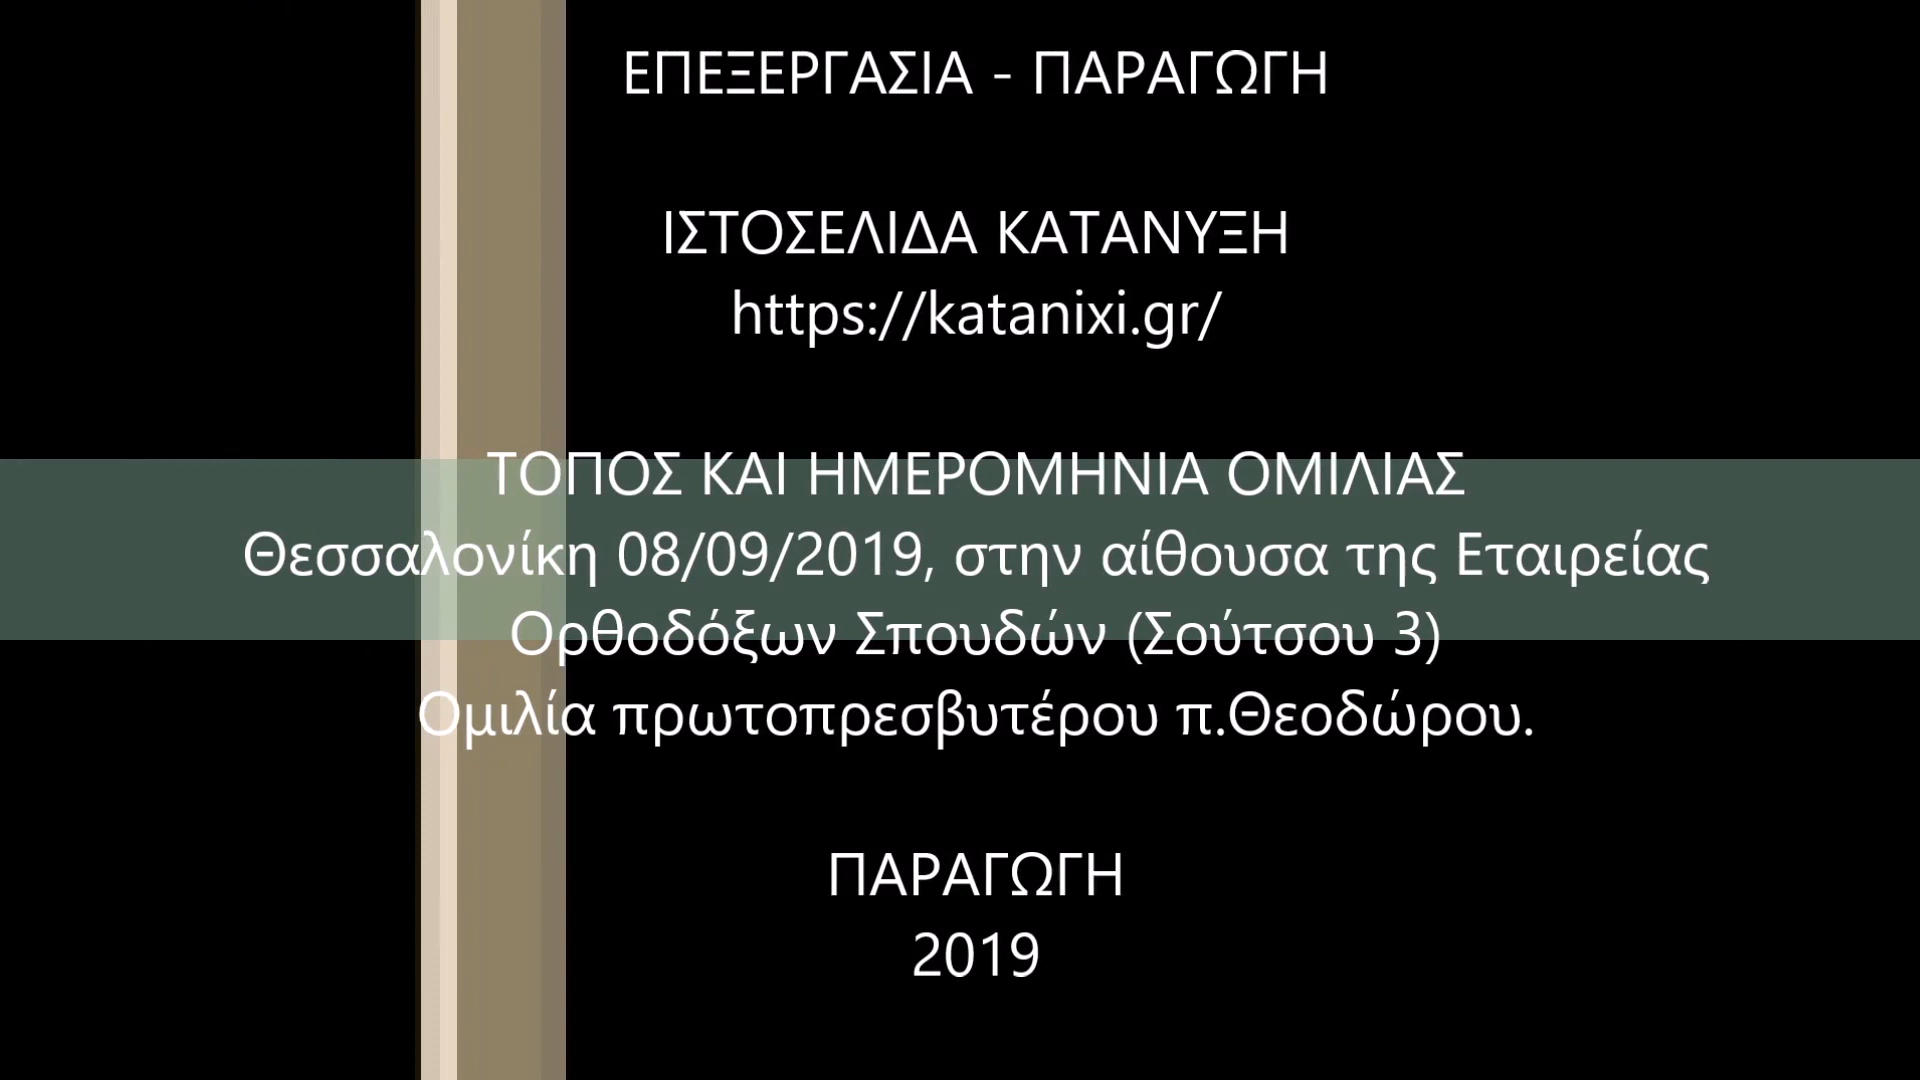 ΕΠΕΞΕΡΓΑΣΙΑ - ΠΑΡΑΓΩΓΗ
ΙΣΤΟΣΕΛΙΔΑ ΚΑΤΑΝΥΞΗ
https://katanixi.gr/
ΤΟΠΟΣ ΚΑΙ ΗΜΕΡΟΜΗΝΙΑ ΟΜΙΛΙΑΣ
Θεσσαλονίκη 08/09/2019, στην αίθουσα της Εταιρείας
Ορθοδόξων Σπουδών (Σούτσου 3)
Ομιλία πρωτοπρεσβυτέρου π.Θεοδώρου.
ΠΑΡΑΓΩΓΗ
2019